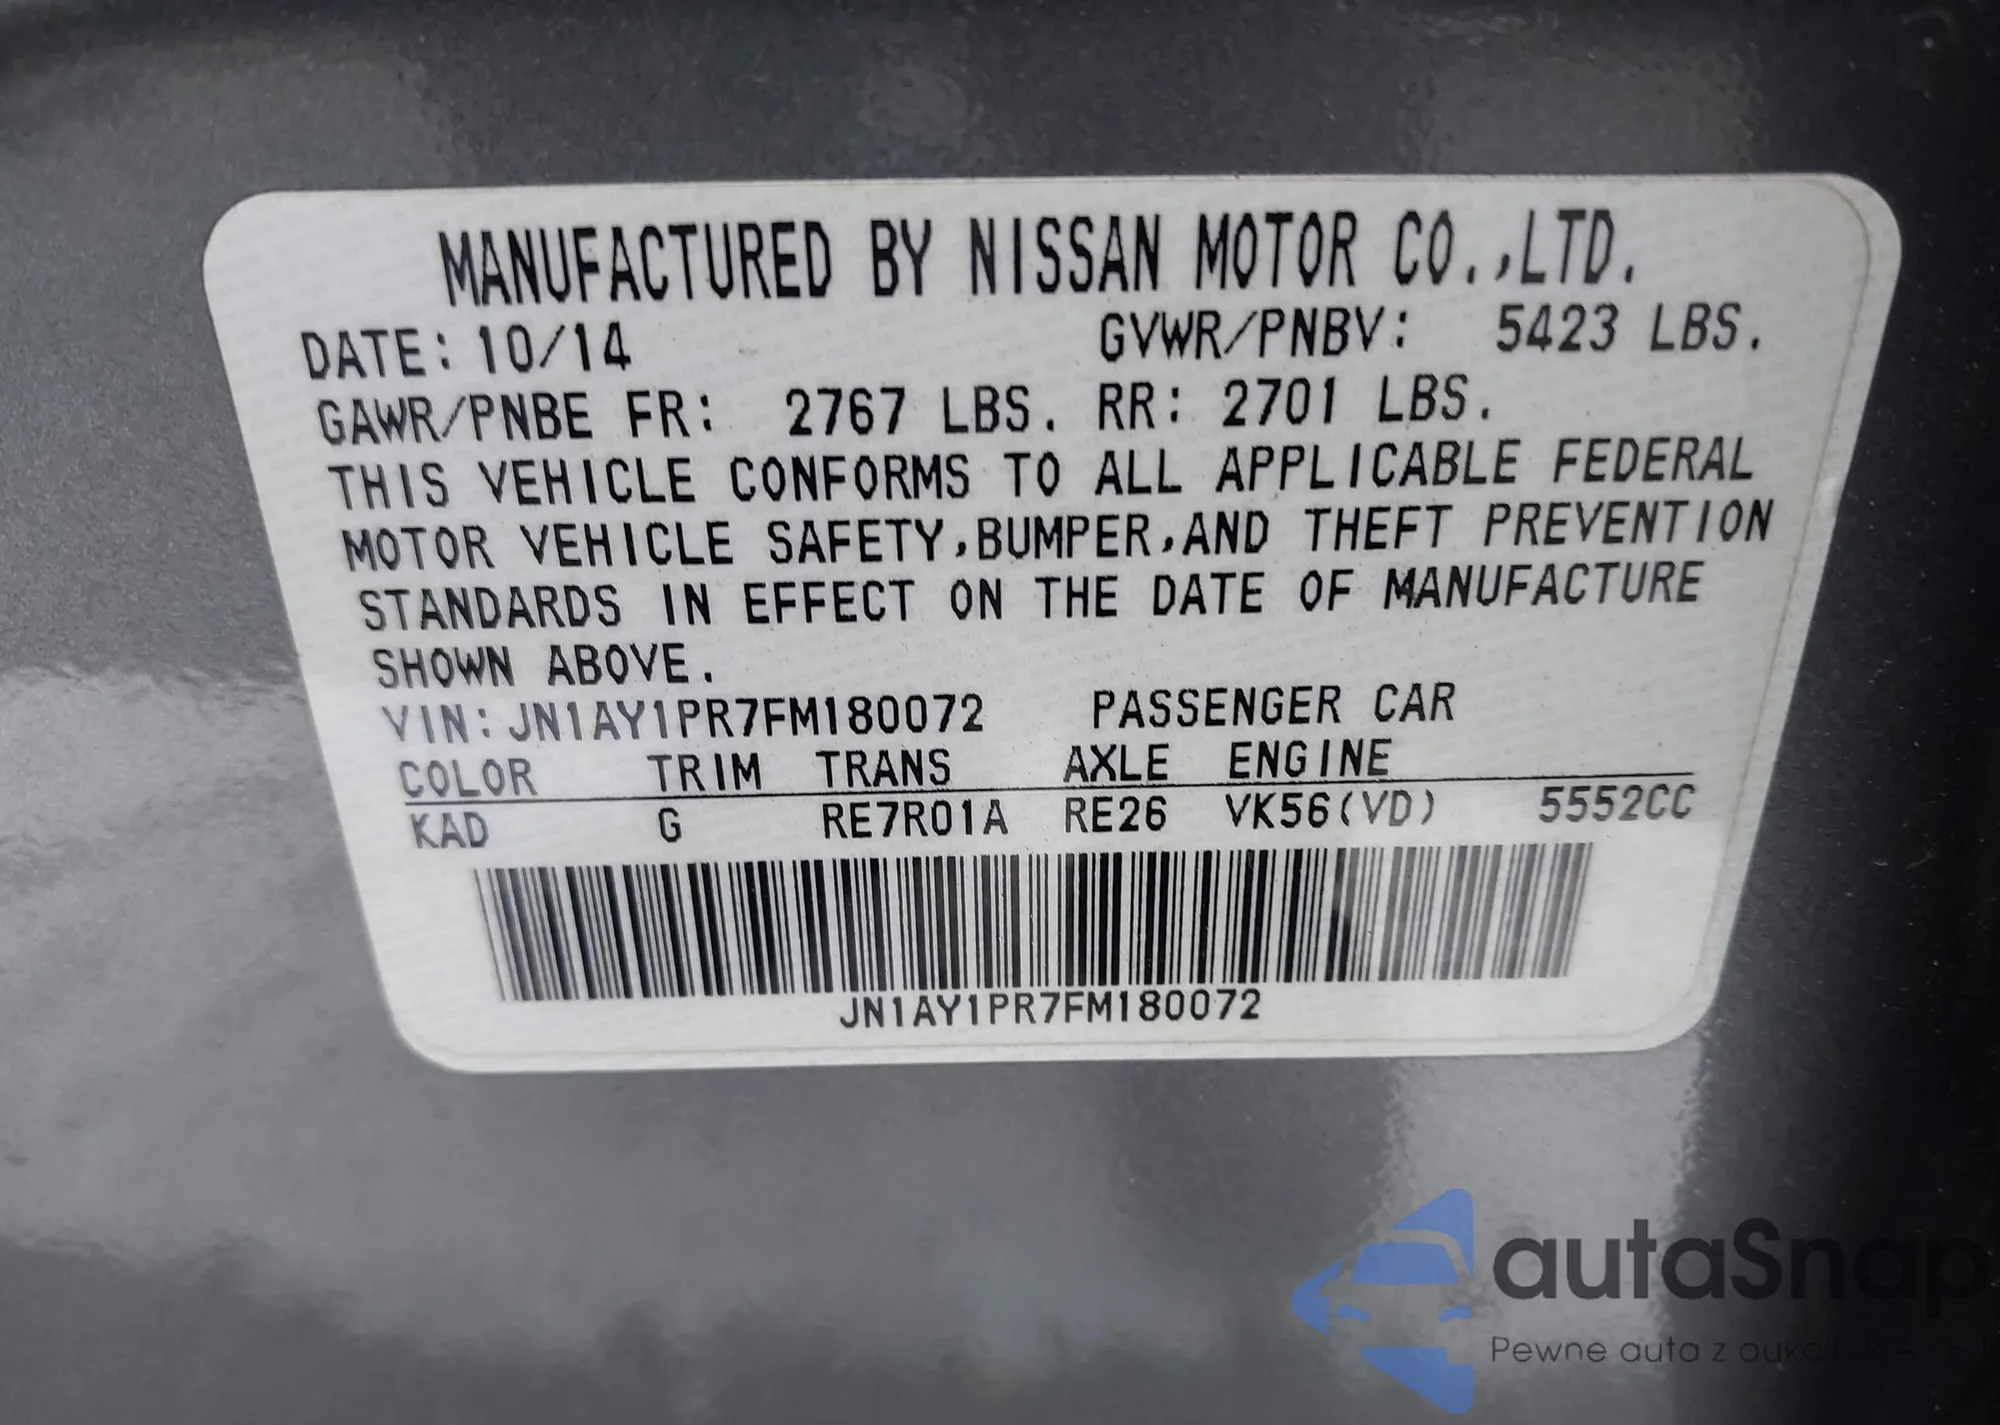 MANUFACTURED BY NISSAN MOTOR CO.,LTD.
DATE: 10/14 GVWR/PNBV: 5423 LBS.
GAWR/PNBE FR: 2767 LBS. RR: 2701 LBS.
THIS VEHICLE CONFORMS TO ALL APPLICABLE FEDERAL
MOTOR VEHICLE SAFETY,BUMPER,AND THEFT PREVENTION
STANDARDS IN EFFECT ON THE DATE OF MANUFACTURE
SHOWN ABOVE.
VIN: JN1AY1PR7FM180072 PASSENGER CAR
COLOR TRIM TRANS AXLE ENGINE
KAD G RE7R01A RE26 VK56(VD) 5552CC
JN1AY1PR7FM180072
autaSnap
Pewne auta z